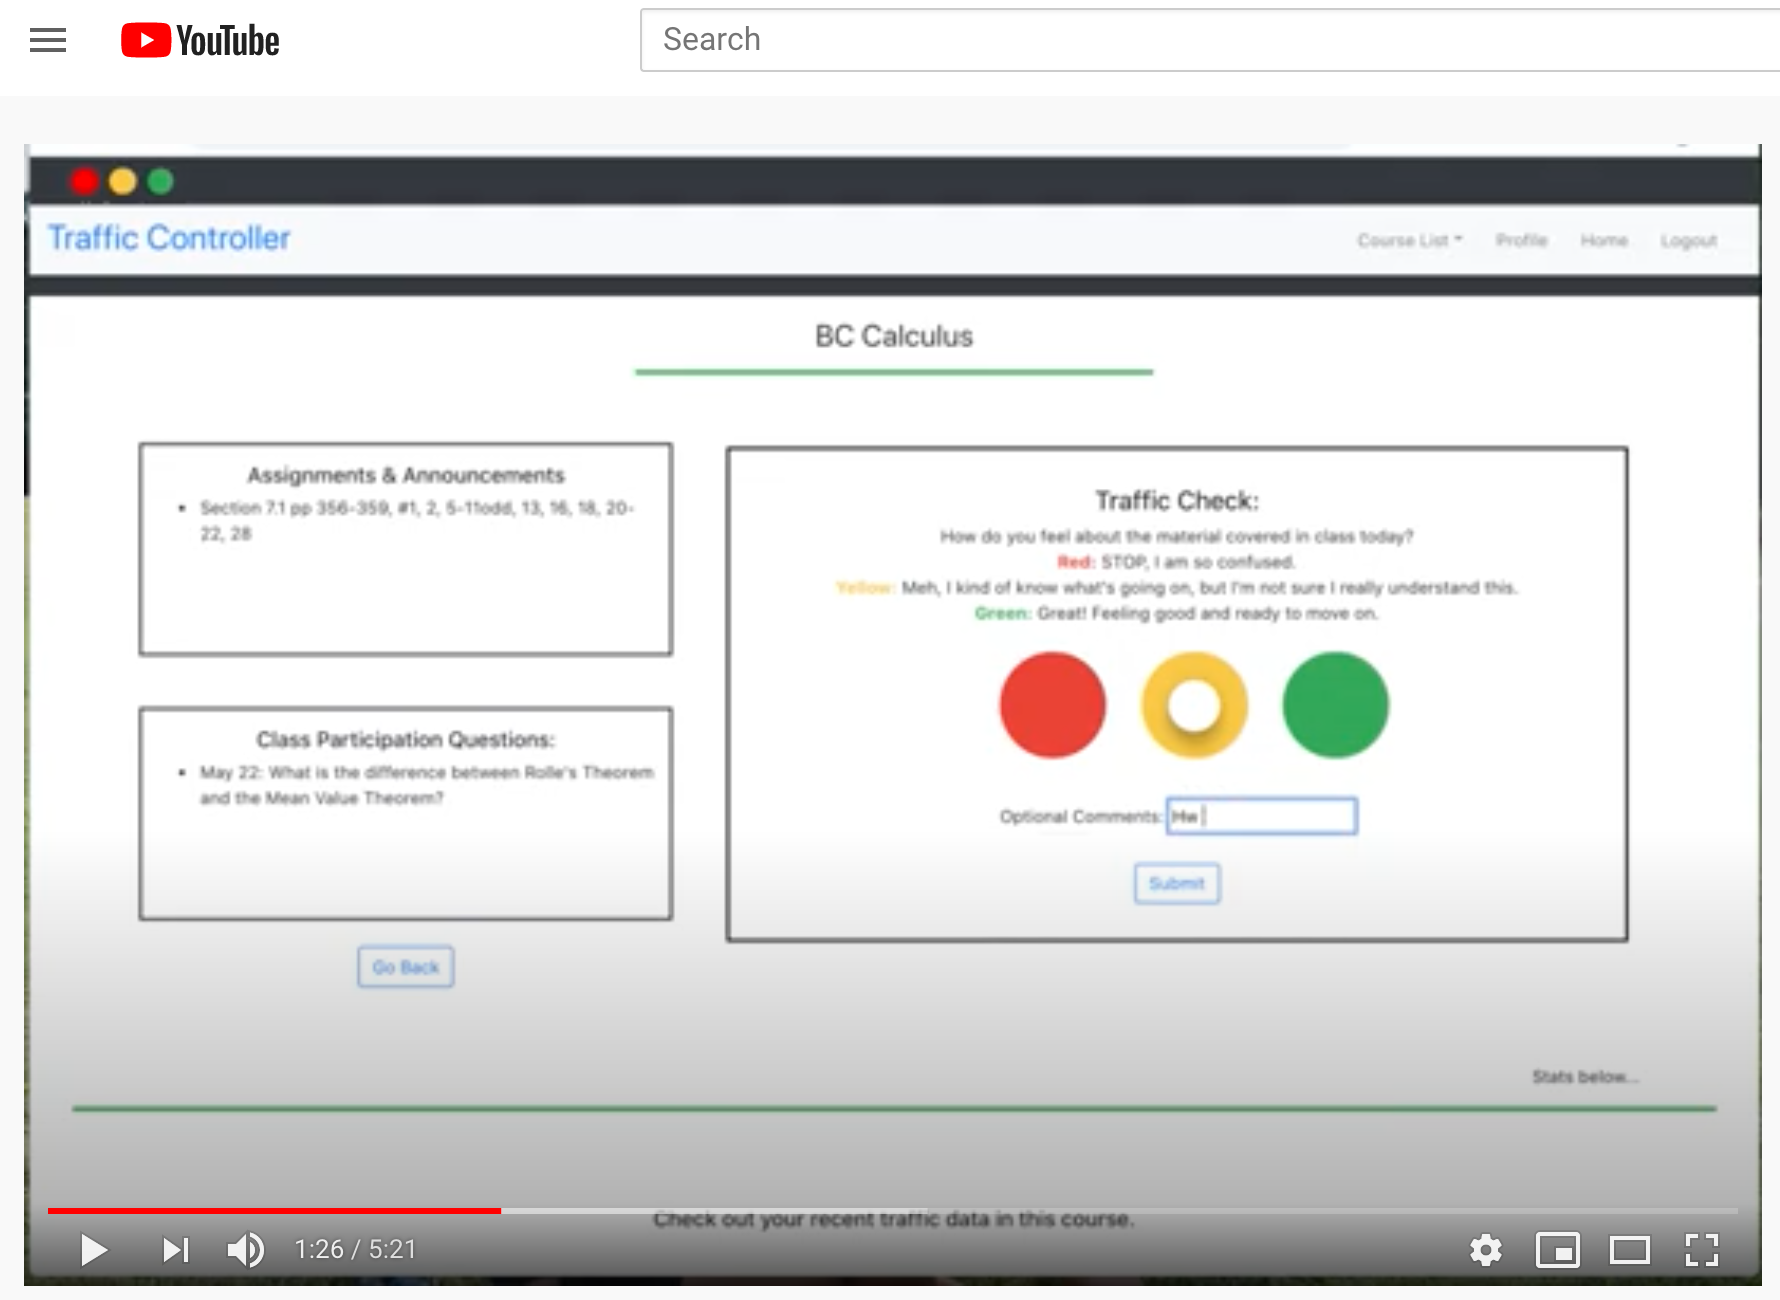 YouTube
Search
Traffic Controller
Course List
Profile
Home
Logout
BC Calculus
Assignments & Announcements
• Section 7.1 pp 356-359, #1, 2, 5-11odd, 13, 16, 18, 20-
22, 28
Class Participation Questions:
• May 22: What is the difference between Rolle's Theorem
and the Mean Value Theorem?
Go Back
Traffic Check:
How do you feel about the material covered in class today?
Red: STOP, I am so confused.
Yellow: Meh, I kind of know what's going on, but I'm not sure I really understand this.
Green: Great! Feeling good and ready to move on.
Optional Comments: Hw
Submit
Stats below...
Check out your recent traffic data in this course.
1:26 / 5:21